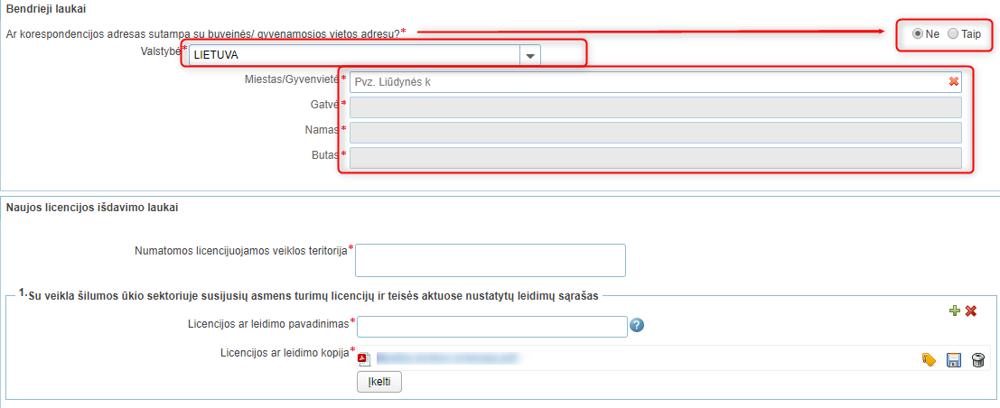 Bendrieji laukai
Ar korespondencijos adresas sutampa su buveinės/ gyvenamosios vietos adresu?* Ne Taip
Valstybė* LIETUVA
Miestas/Gyvenvietė* Pvz. Liūdynės k
Gatvė*
Namas*
Butas*
Naujos licencijos išdavimo laukai
Numatomos licencijuojamos veiklos teritorija*
1.Su veikla šilumos ūkio sektoriuje susijusių asmens turimų licencijų ir teisės aktuose nustatytų leidimų sąrašas
Licencijos ar leidimo pavadinimas* ?
Licencijos ar leidimo kopija*
Įkelti